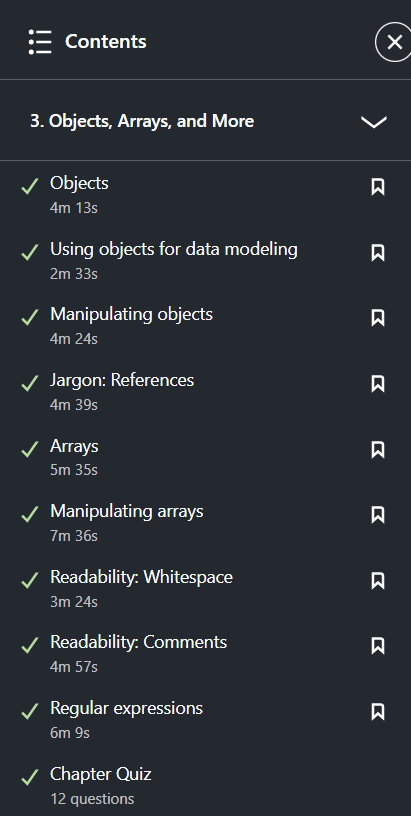 Contents
3. Objects, Arrays, and More
Objects
4m 13s
Using objects for data modeling
2m 33s
Manipulating objects
4m 24s
Jargon: References
4m 39s
Arrays
5m 35s
Manipulating arrays
7m 36s
Readability: Whitespace
3m 24s
Readability: Comments
4m 57s
Regular expressions
6m 9s
Chapter Quiz
12 questions